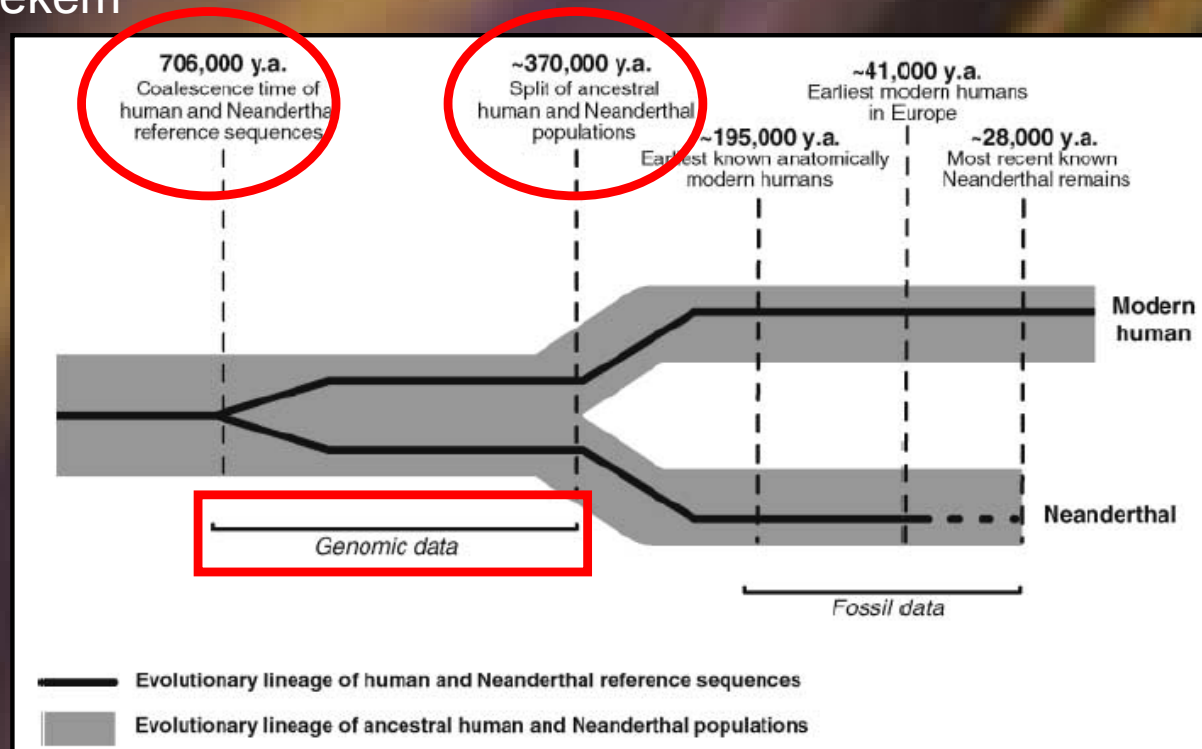 706,000 y.a.
Coalescence time of
human and Neanderthal
reference sequences
~370,000 y.a.
Split of ancestral
human and Neanderthal
populations
~41,000 y.a.
Earliest modern humans
in Europe
~195,000 y.a.
Earliest known anatomically
modern humans
~28,000 y.a.
Most recent known
Neanderthal remains
Modern
human
Neanderthal
Genomic data
Fossil data
Evolutionary lineage of human and Neanderthal reference sequences
Evolutionary lineage of ancestral human and Neanderthal populations